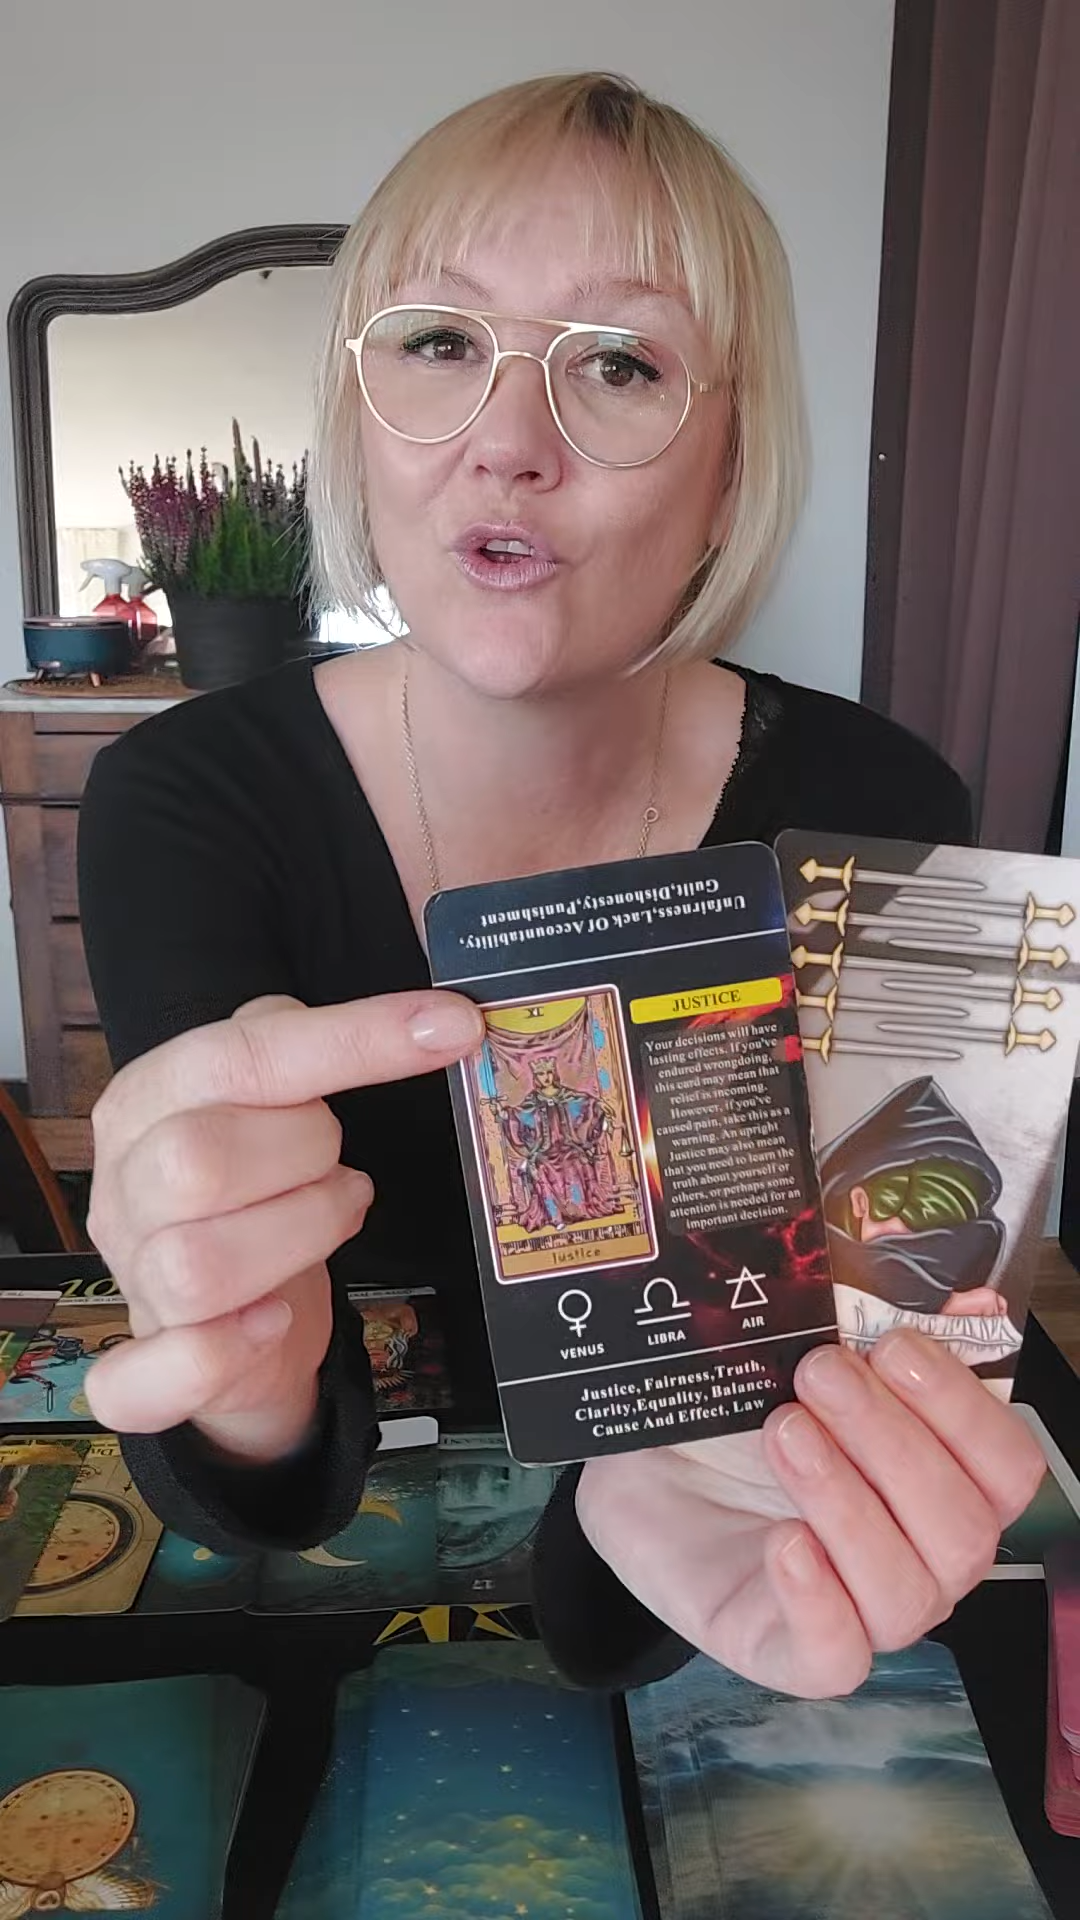 Unfairness,Lack Of Accountability,
Guilt,Dishonesty,Punishment
XI
JUSTICE
Your decisions will have
lasting effects. If you've
endured wrongdoing,
this card may mean that
relief is incoming.
However, if you've
caused pain, take this as a
warning. An upright
Justice may also mean
that you need to learn the
truth about yourself or
others, or perhaps some
attention is needed for an
important decision.
Justice
VENUS
LIBRA
AIR
Justice, Fairness,Truth,
Clarity,Equality, Balance,
Cause And Effect, Law
17